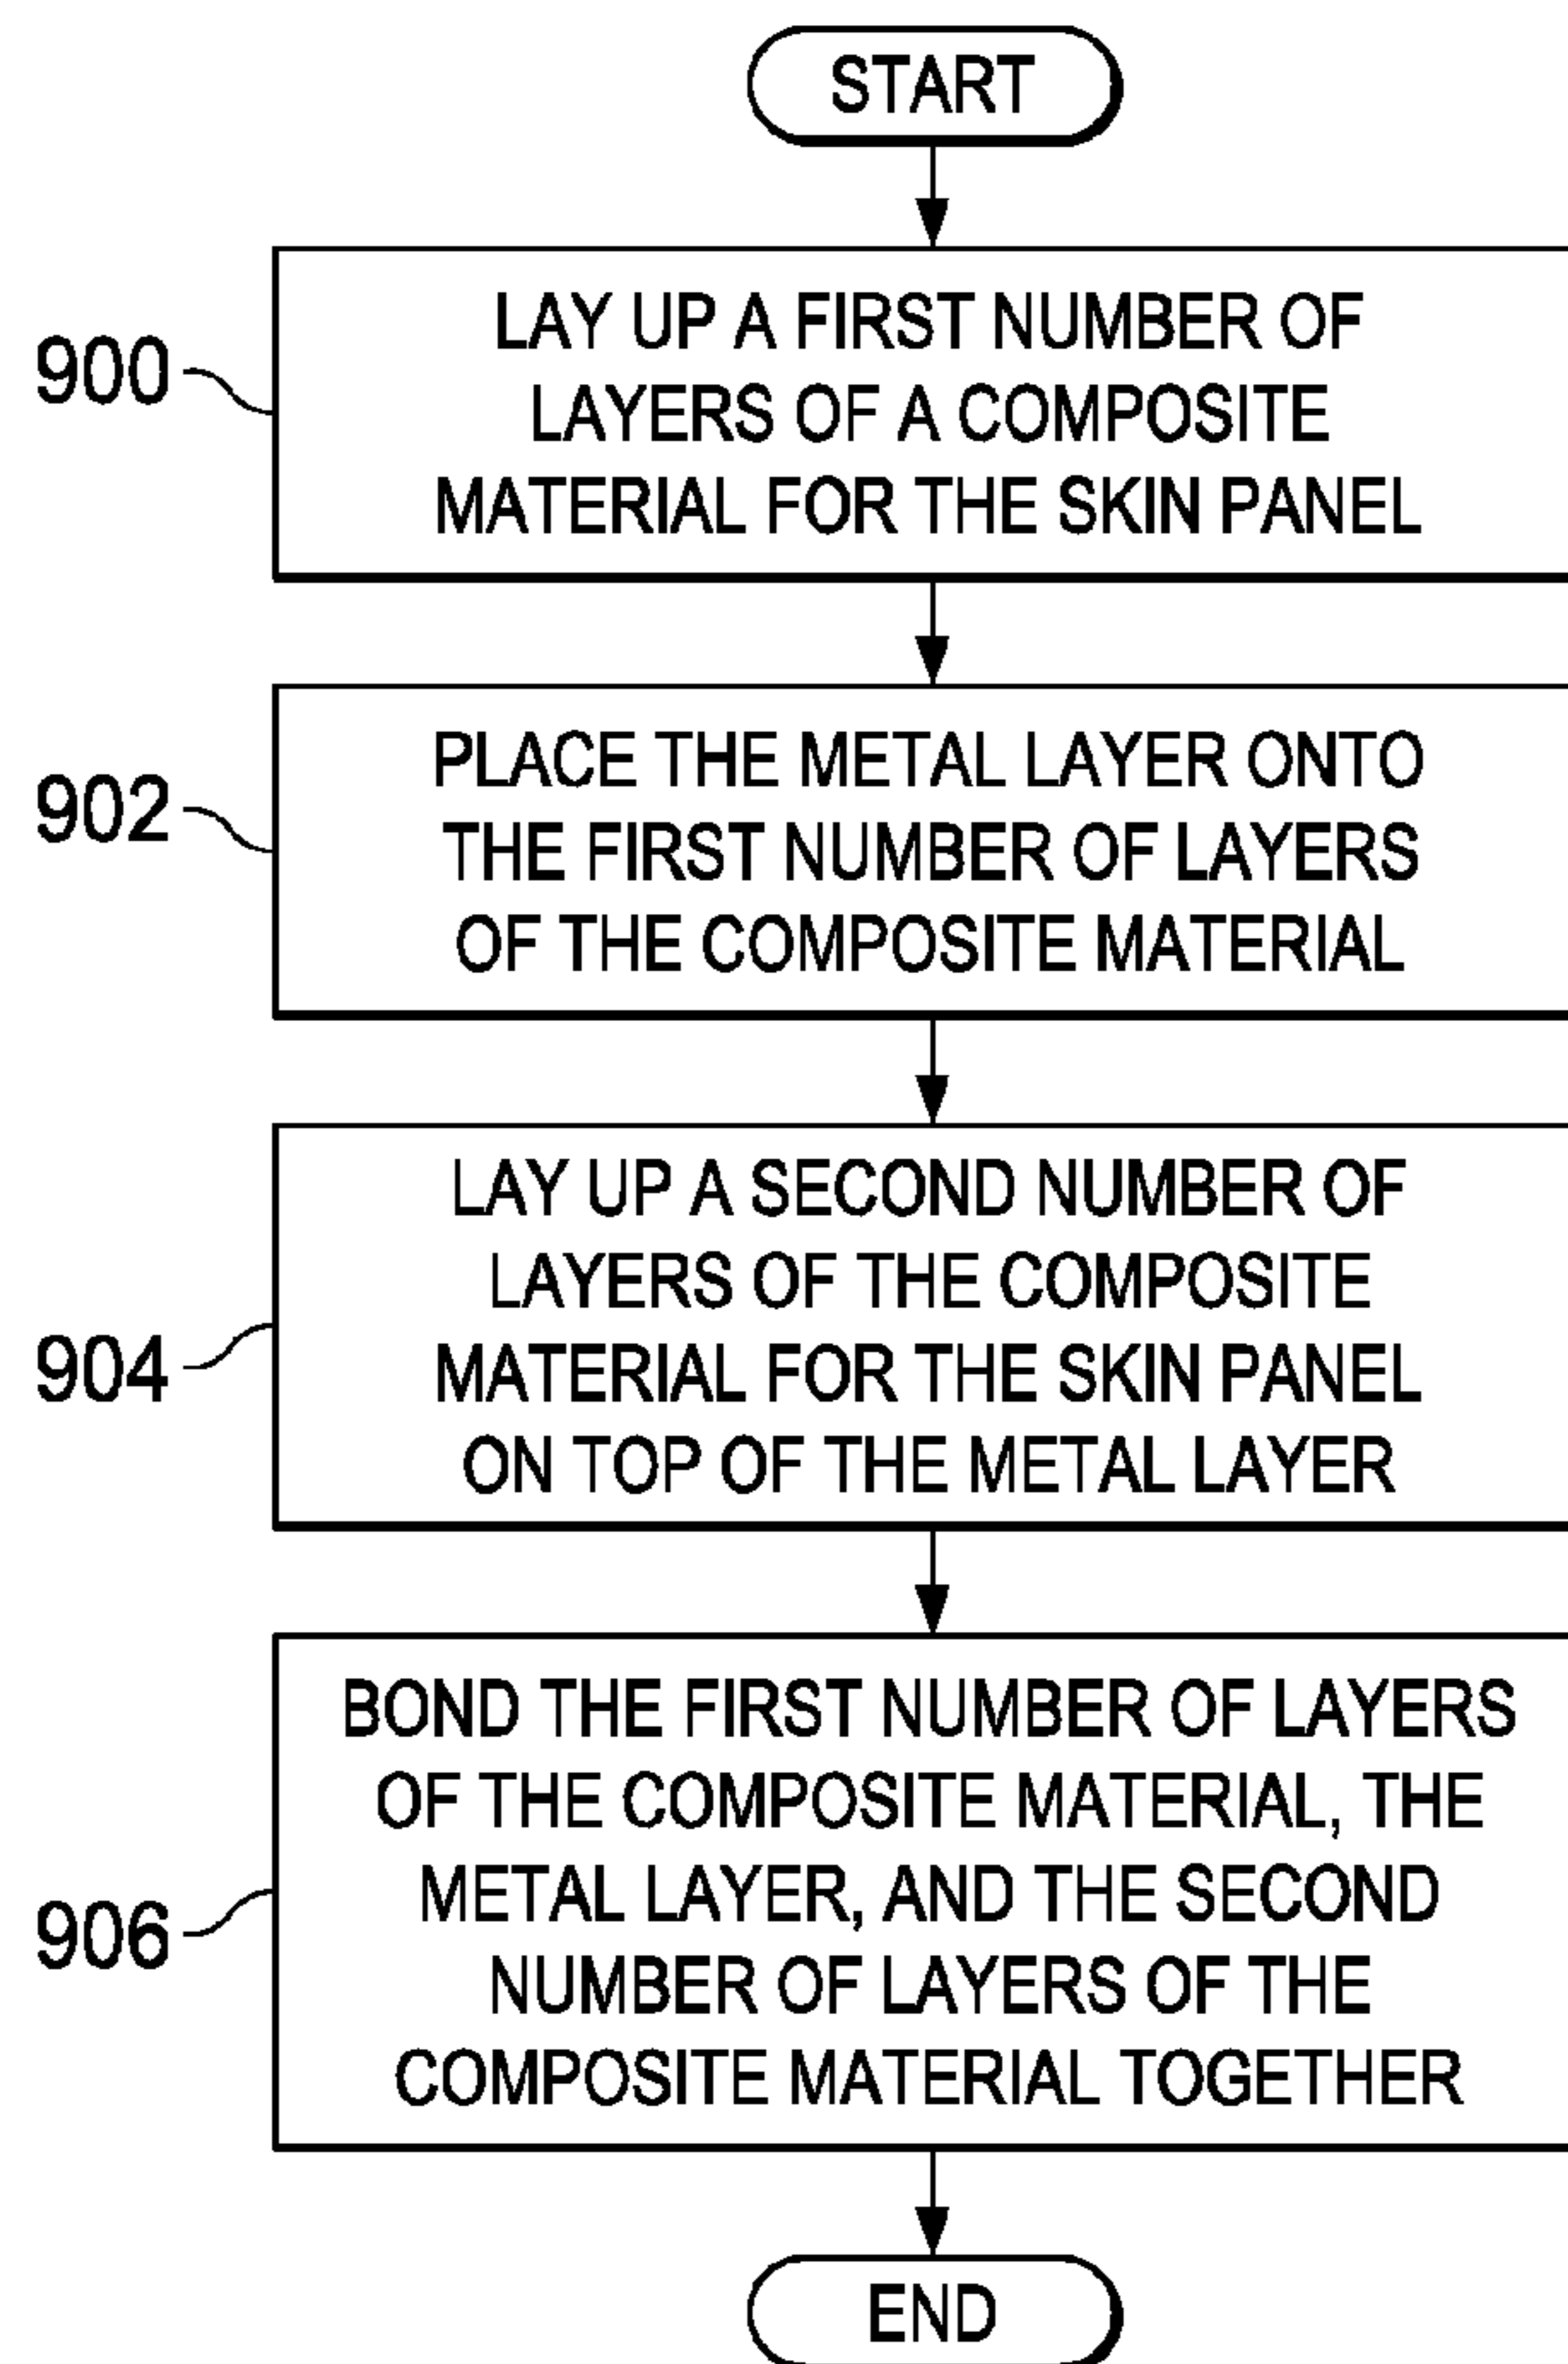 START
900
LAY UP A FIRST NUMBER OF
LAYERS OF A COMPOSITE
MATERIAL FOR THE SKIN PANEL
902
PLACE THE METAL LAYER ONTO
THE FIRST NUMBER OF LAYERS
OF THE COMPOSITE MATERIAL
904
LAY UP A SECOND NUMBER OF
LAYERS OF THE COMPOSITE
MATERIAL FOR THE SKIN PANEL
ON TOP OF THE METAL LAYER
906
BOND THE FIRST NUMBER OF LAYERS
OF THE COMPOSITE MATERIAL, THE
METAL LAYER, AND THE SECOND
NUMBER OF LAYERS OF THE
COMPOSITE MATERIAL TOGETHER
END